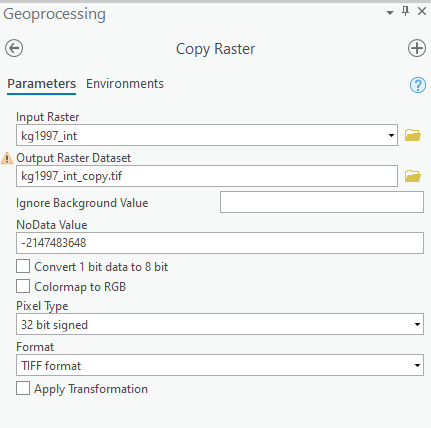 Geoprocessing
Copy Raster
Parameters Environments
?
Input Raster
kg1997_int
Output Raster Dataset
kg1997_int_copy.tif
Ignore Background Value
NoData Value
-2147483648
Convert 1 bit data to 8 bit
Colormap to RGB
Pixel Type
32 bit signed
Format
TIFF format
Apply Transformation